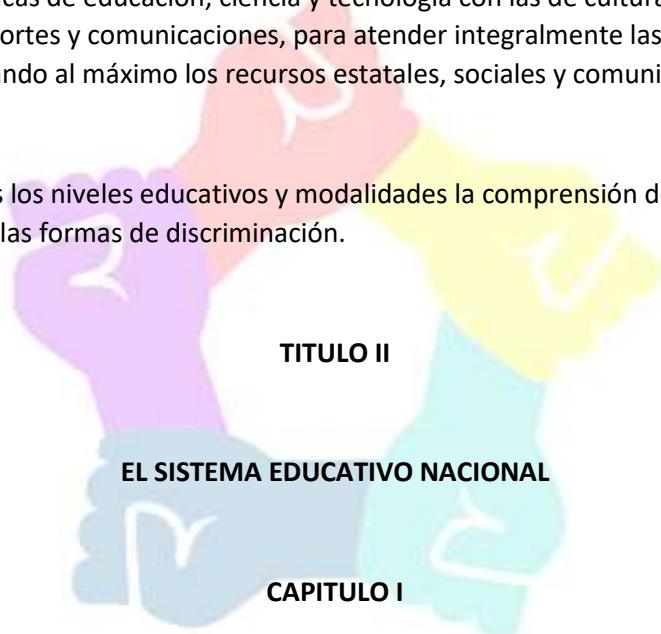 cas de educación, ciencia y tecnología con las de cultura
ortes y comunicaciones, para atender integralmente las
ando al máximo los recursos estatales, sociales y comuni
s los niveles educativos y modalidades la comprensión d
las formas de discriminación.
TITULO II
EL SISTEMA EDUCATIVO NACIONAL
CAPITULO I